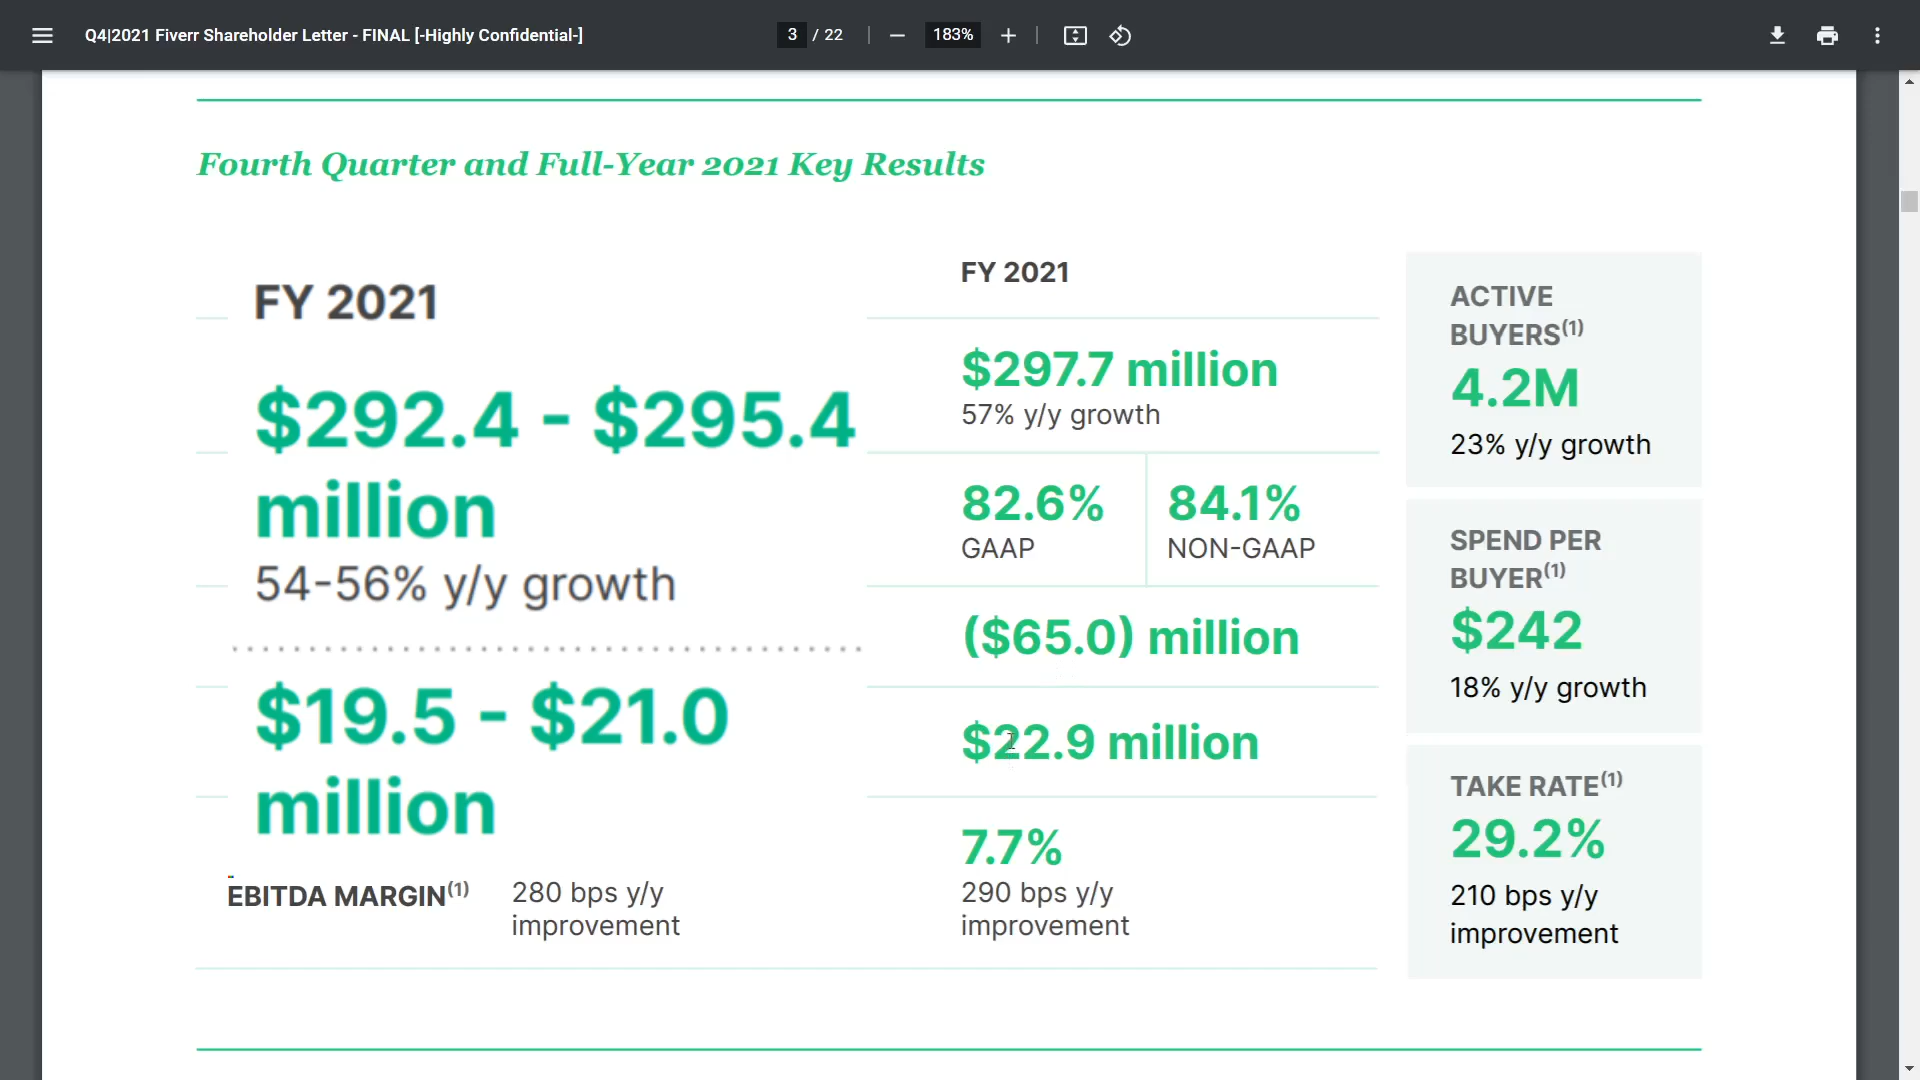 Q4|2021 Fiverr Shareholder Letter - FINAL [-Highly Confidential-]
3 / 22
183%
Fourth Quarter and Full-Year 2021 Key Results
FY 2021
$292.4 - $295.4
million
54-56% y/y growth
$19.5 - $21.0
million
EBITDA MARGIN(1)
280 bps y/y
improvement
FY 2021
$297.7 million
57% y/y growth
82.6%
GAAP
84.1%
NON-GAAP
($65.0) million
$22.9 million
7.7%
290 bps y/y
improvement
ACTIVE
BUYERS(1)
4.2M
23% y/y growth
SPEND PER
BUYER(1)
$242
18% y/y growth
TAKE RATE(1)
29.2%
210 bps y/y
improvement